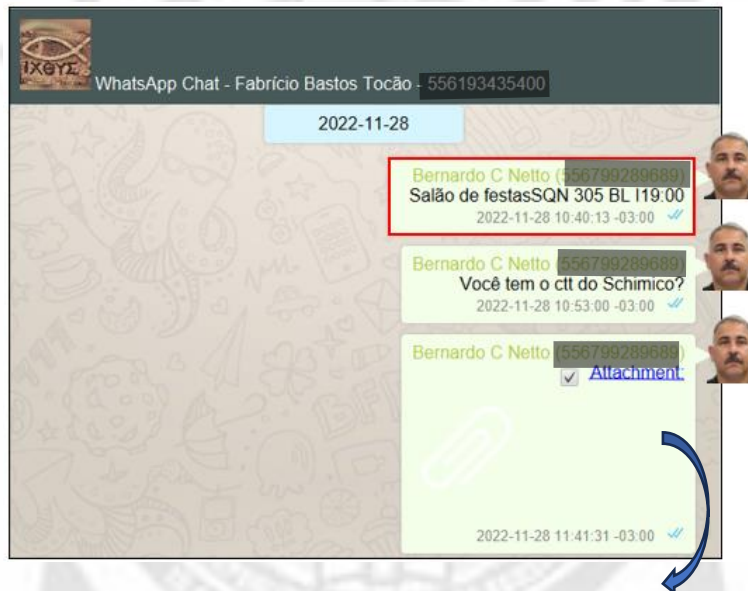 ΙΧΘΥΣ
WhatsApp Chat - Fabrício Bastos Tocão - 556193435400
2022-11-28
Bernardo C Netto (556799289689)
Salão de festasSQN 305 BL I19:00
2022-11-28 10:40:13 -03:00
Bernardo C Netto (556799289689)
Você tem o ctt do Schimico?
2022-11-28 10:53:00 -03:00
Bernardo C Netto (556799289689)
Attachment:
2022-11-28 11:41:31 -03:00